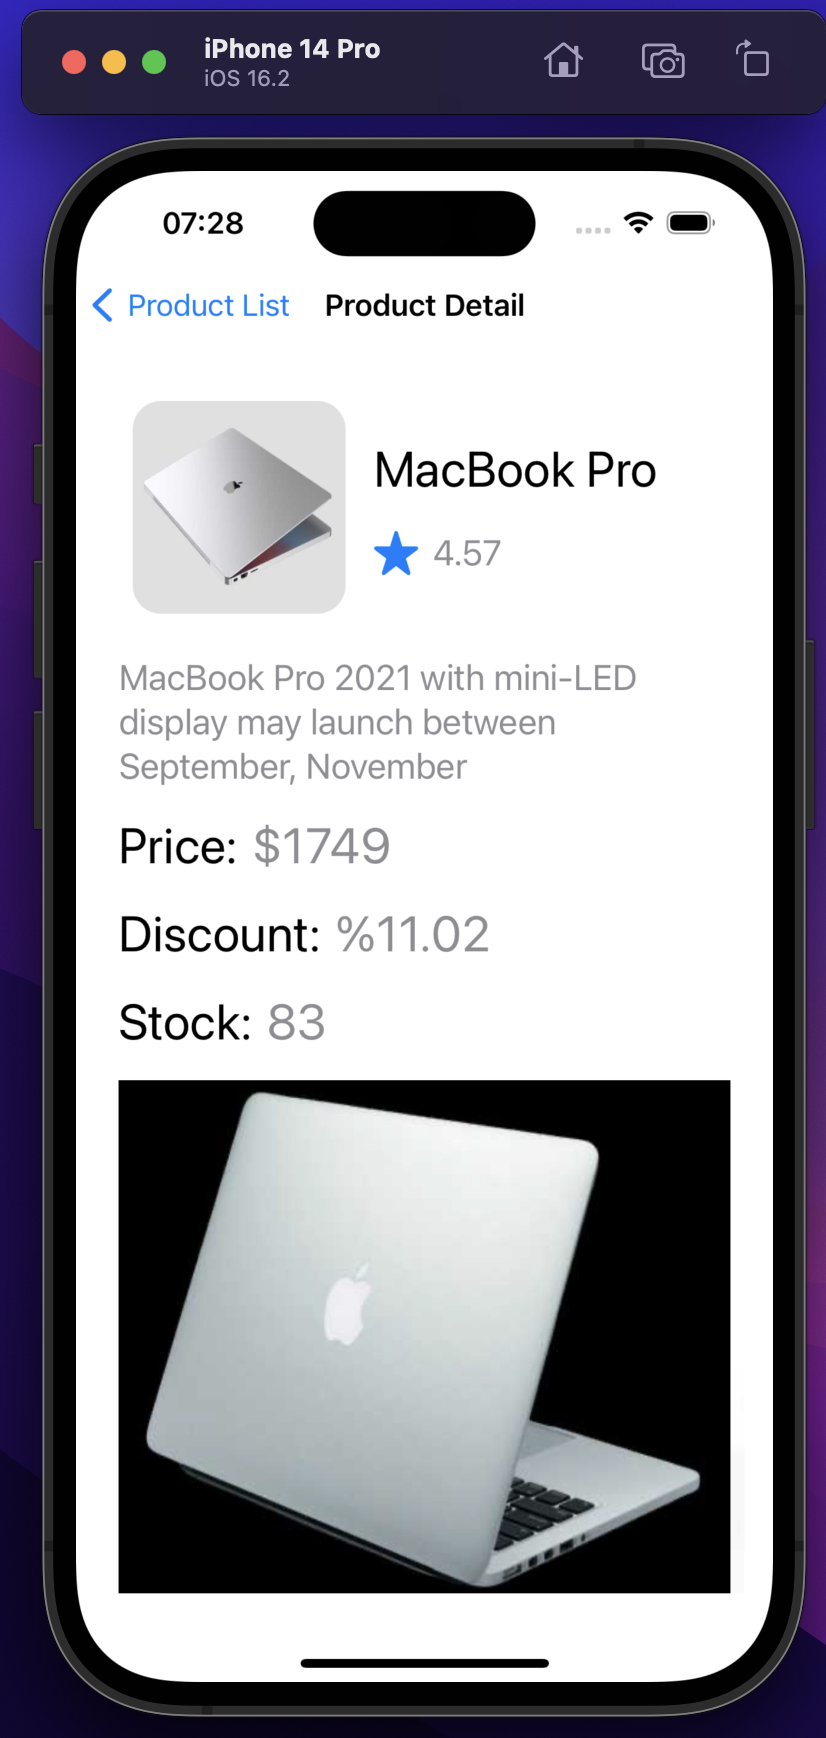 iPhone 14 Pro
iOS 16.2
07:28
Product List Product Detail
MacBook Pro
4.57
MacBook Pro 2021 with mini-LED
display may launch between
September, November
Price: $1749
Discount: %11.02
Stock: 83